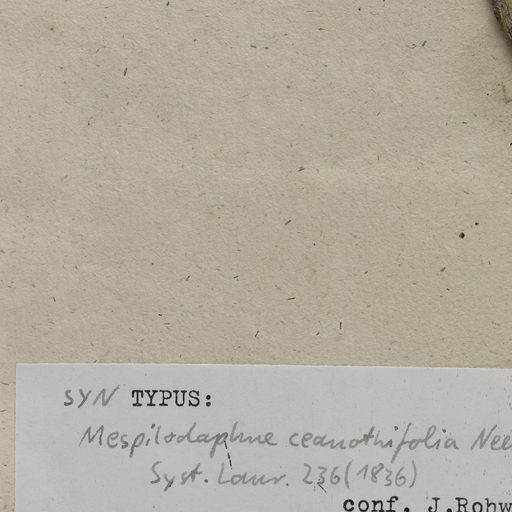 SYN TYPUS:
Mespilodaphne ceanothifolia Nees
Syst. Laur. 236 (1836)
conf. J.Rohw